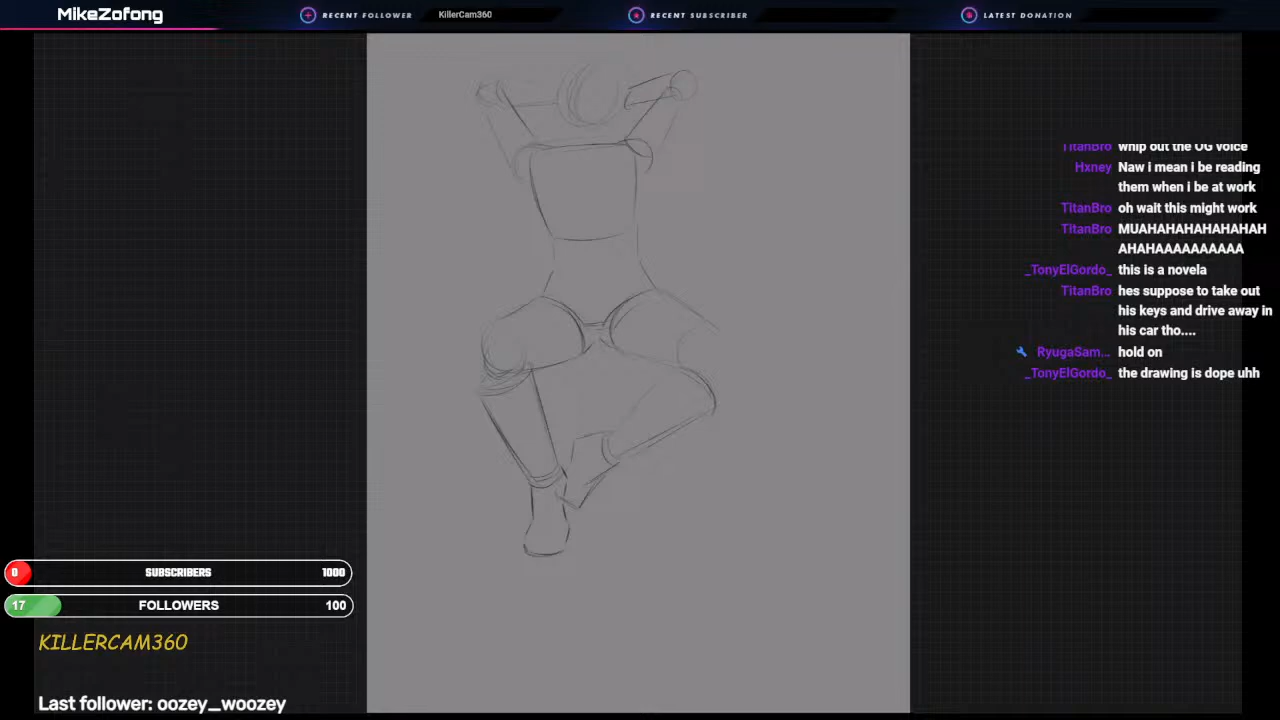 MikeZofong
RECENT FOLLOWER KillerCam360
RECENT SUBSCRIBER
LATEST DONATION
TitanBro whip out the OG voice
Hxney Naw i mean i be reading
them when i be at work
TitanBro oh wait this might work
TitanBro MUAHAHAHAHAHAH
AHAHAAAAAAAAAA
_TonyElGordo_ this is a novela
TitanBro hes suppose to take out
his keys and drive away in
his car tho....
RyugaSam... hold on
_TonyElGordo_ the drawing is dope uhh
0 SUBSCRIBERS 1000
17 FOLLOWERS 100
KILLERCAM360
Last follower: oozey_woozey